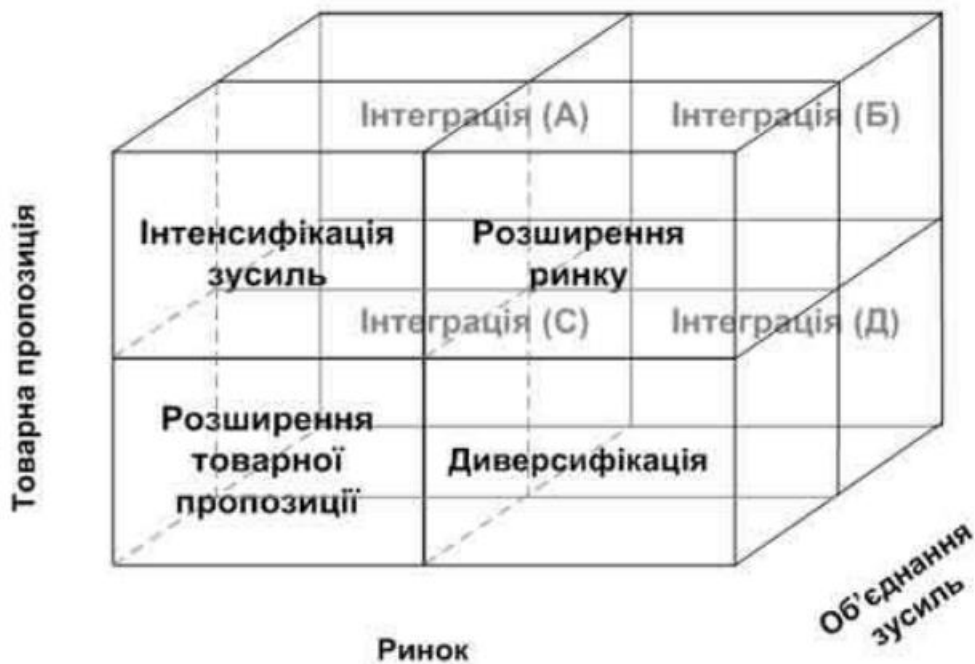 Інтеграція (А)
Інтеграція (Б)
Інтенсифікація
зусиль
Розширення
ринку
Інтеграція (С)
Інтеграція (Д)
Розширення
товарної
пропозиції
Диверсифікація
Товарна пропозиція
Ринок
Об'єднання
зусиль